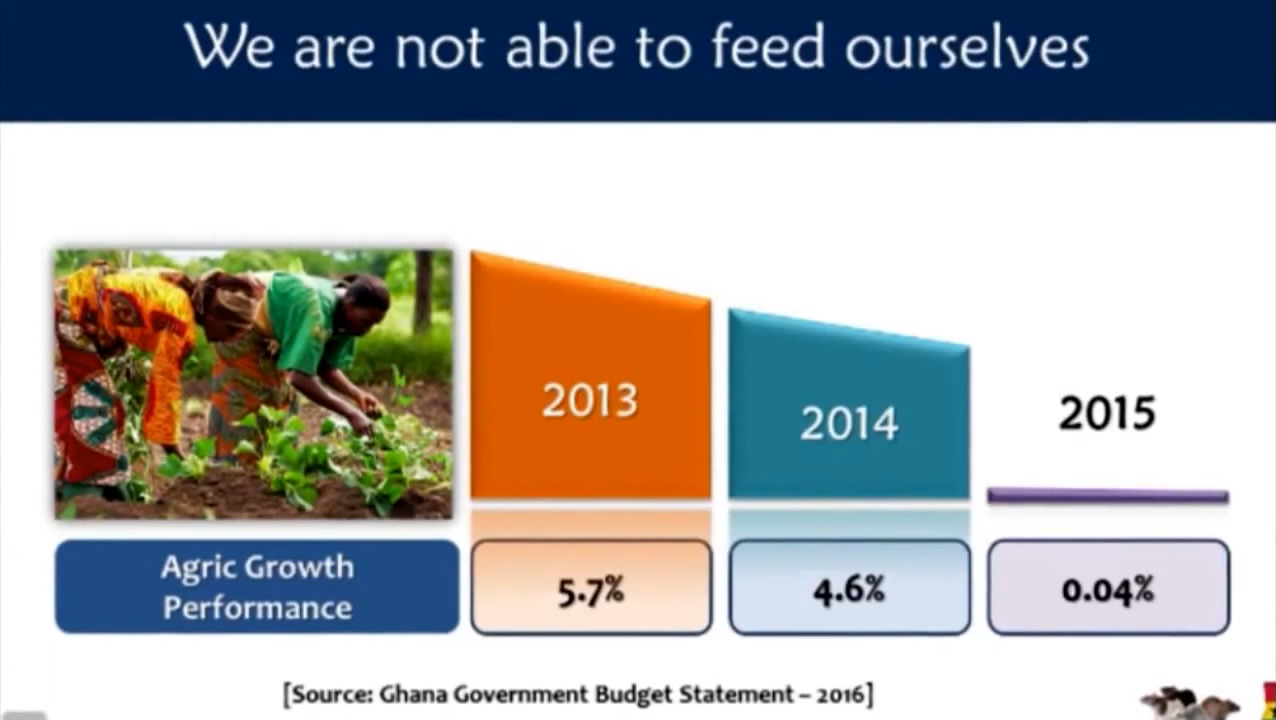 We are not able to feed ourselves
2013
2014
2015
Agric Growth
Performance
5.7%
4.6%
0.04%
[Source: Ghana Government Budget Statement – 2016]